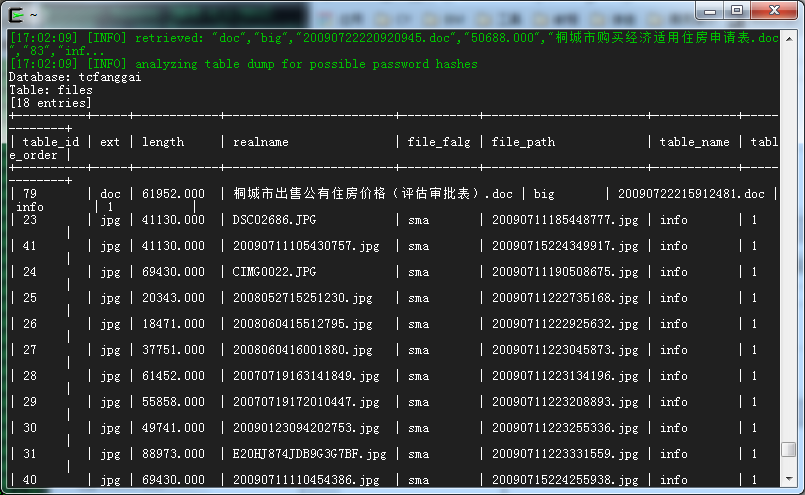 ~
[17:02:09] [INFO] retrieved: "doc","big","20090722220920945.doc","50688.000","桐城市购买经济适用住房申请表.doc
","83","inf...
[17:02:09] [INFO] analyzing table dump for possible password hashes
Database: tcfanggai
Table: files
[18 entries]
+----------+-----+-----------+
--------+
| table_id | ext | length | realname | file_falg | file_path | table_name | tabl
e_order |
--------+
| 79 | doc | 61952.000 | 桐城市出售公有住房价格（评估审批表）.doc | big | 20090722215912481.doc |
info | 1 |
| 23 | jpg | 41130.000 | DSC02686.JPG | sma | 20090711185448777.jpg | info | 1
|
| 41 | jpg | 41130.000 | 20090711105430757.jpg | sma | 20090715224349917.jpg | info | 1
|
| 24 | jpg | 69430.000 | CIMG0022.JPG | sma | 20090711190508675.jpg | info | 1
|
| 25 | jpg | 20343.000 | 2008052715251230.jpg | sma | 20090711222735168.jpg | info | 1
|
| 26 | jpg | 18471.000 | 2008060415512795.jpg | sma | 20090711222925632.jpg | info | 1
|
| 27 | jpg | 37751.000 | 2008060416001880.jpg | sma | 20090711223045873.jpg | info | 1
|
| 28 | jpg | 61452.000 | 20070719163141849.jpg | sma | 20090711223134196.jpg | info | 1
|
| 29 | jpg | 55858.000 | 20070719172010447.jpg | sma | 20090711223208893.jpg | info | 1
|
| 30 | jpg | 49741.000 | 20090123094202753.jpg | sma | 20090711223255336.jpg | info | 1
|
| 31 | jpg | 88973.000 | E20HJ874JDB9G3G7BF.jpg | sma | 20090711223331559.jpg | info | 1
|
| 40 | jpg | 69430.000 | 20090711110454386.jpg | sma | 20090715224255938.jpg | info | 1